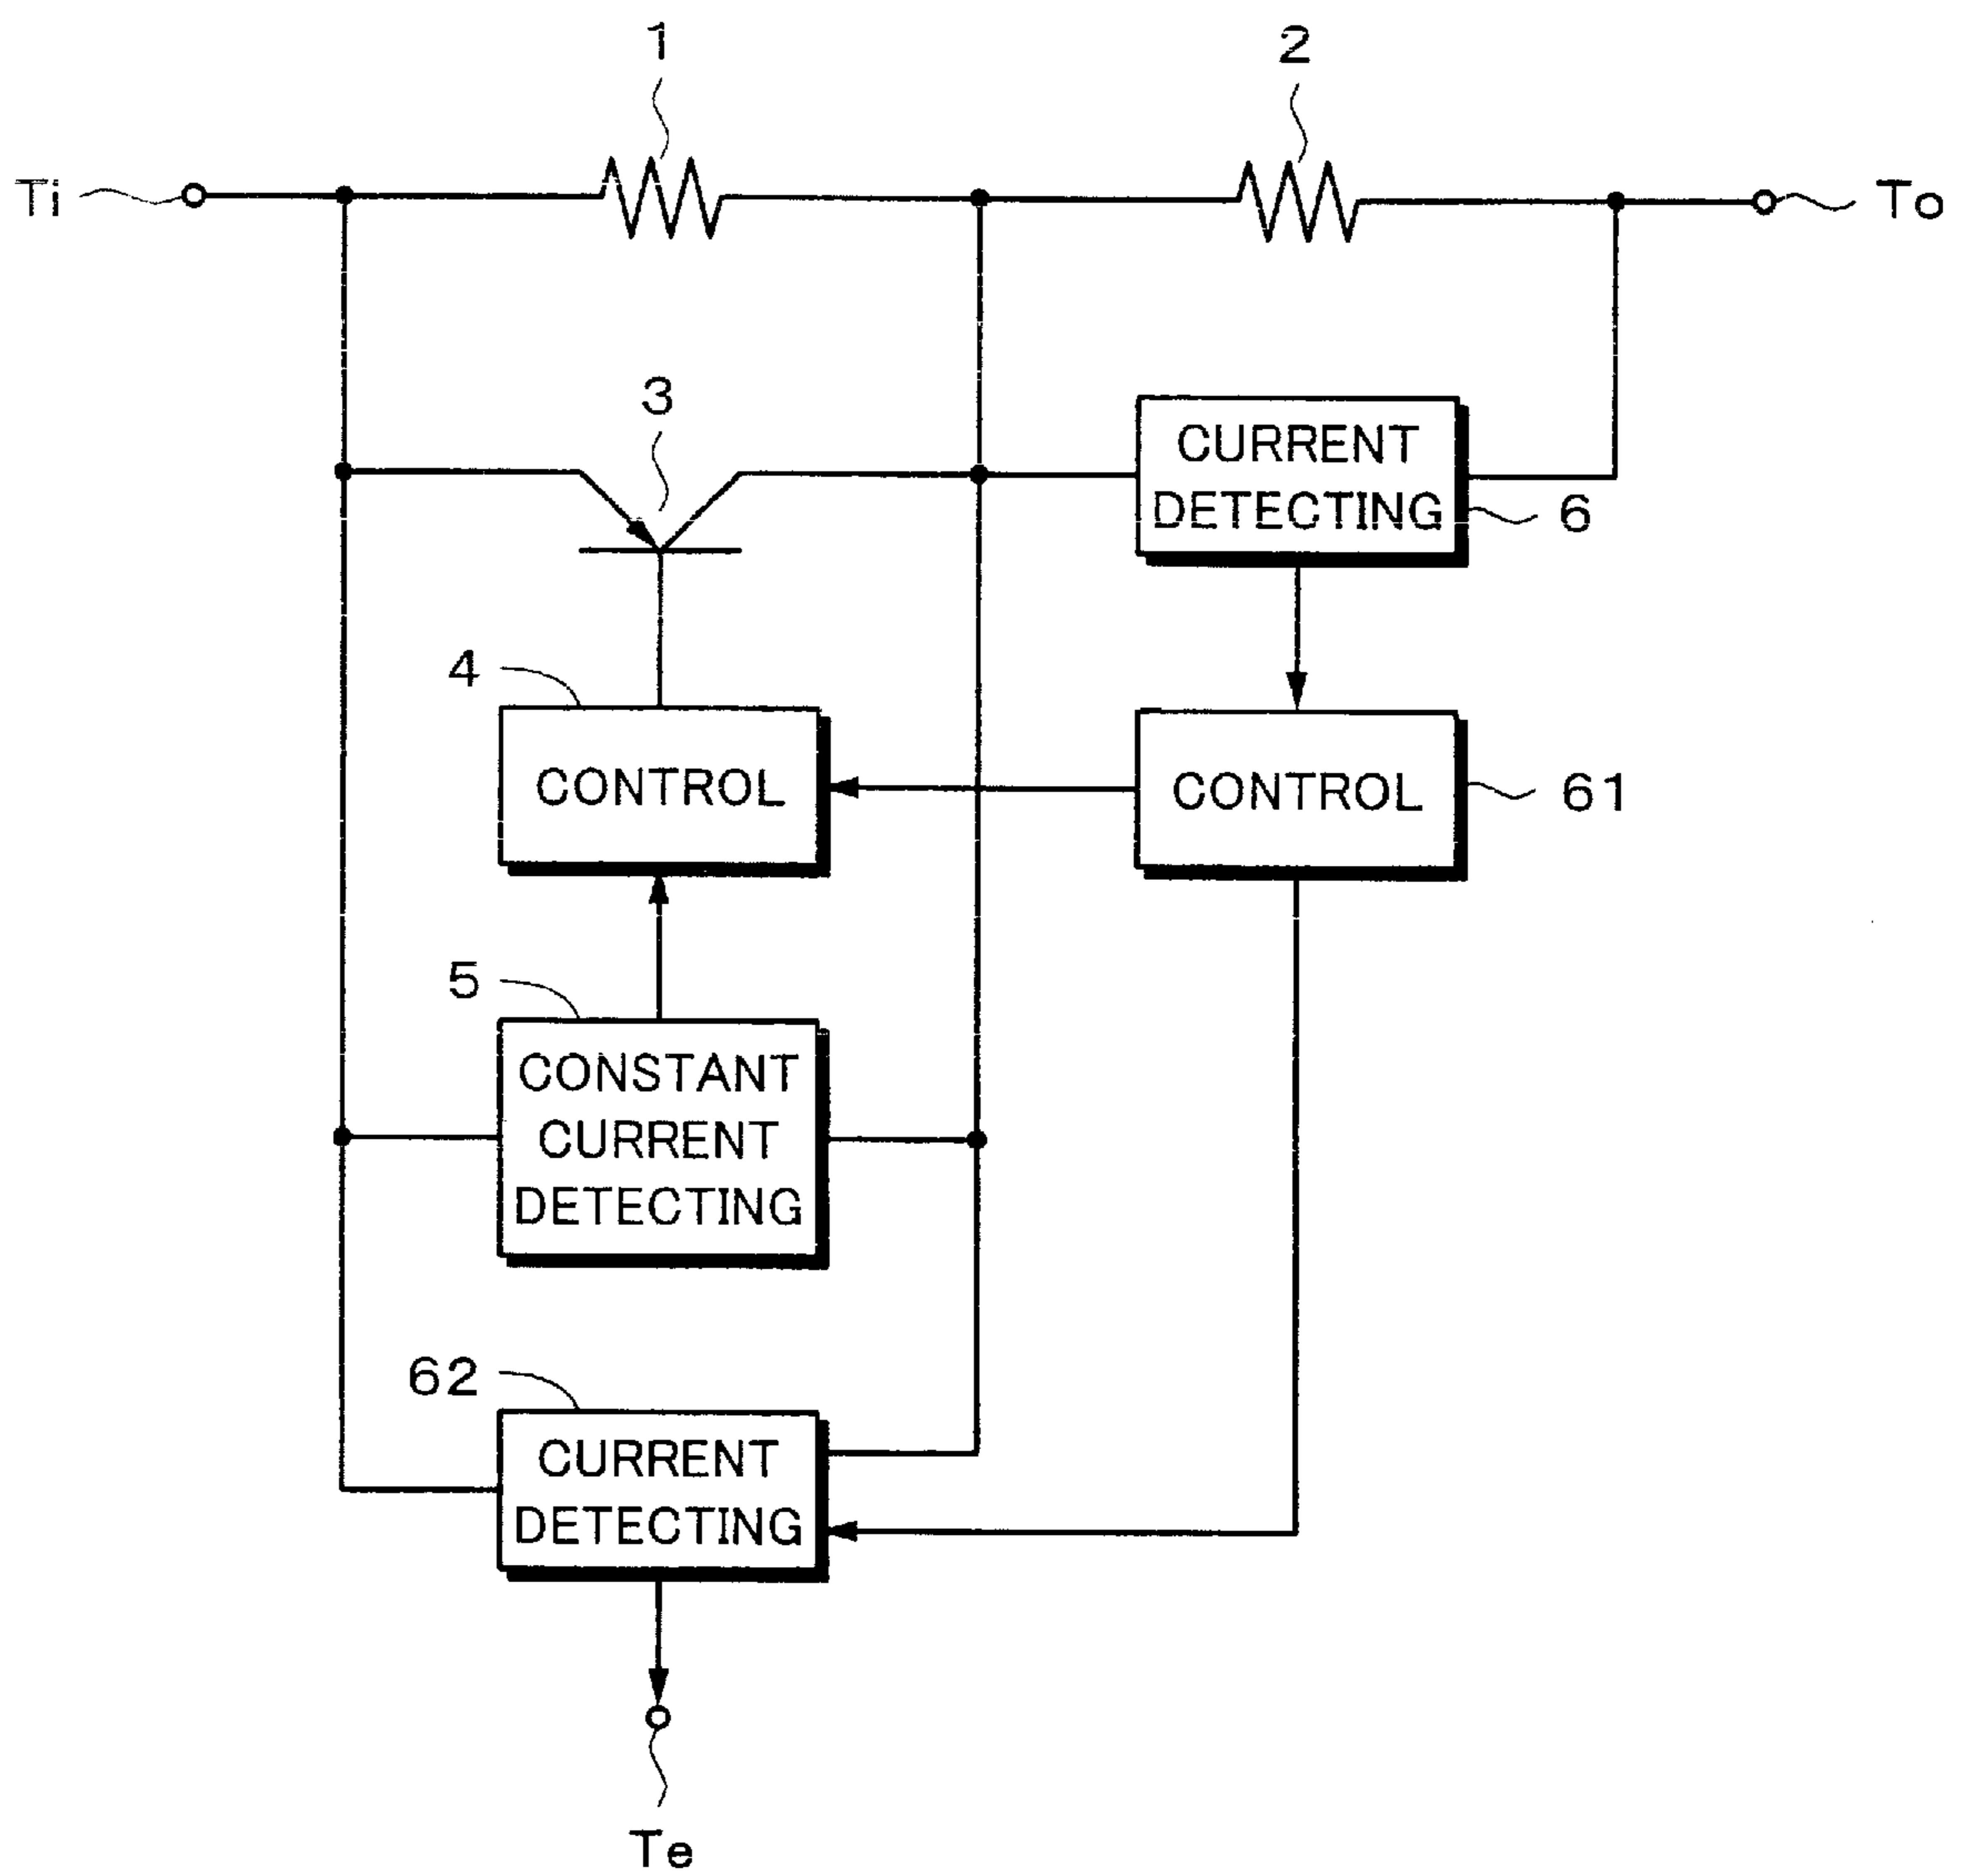 1
2
Ti
To
3
CURRENT
DETECTING
6
4
CONTROL
CONTROL
61
5
CONSTANT
CURRENT
DETECTING
62
CURRENT
DETECTING
Te